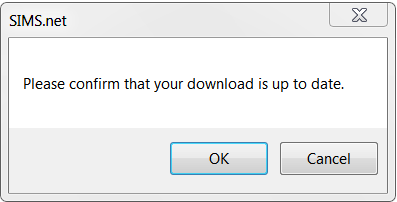 SIMS.net
Please confirm that your download is up to date.
OK
Cancel